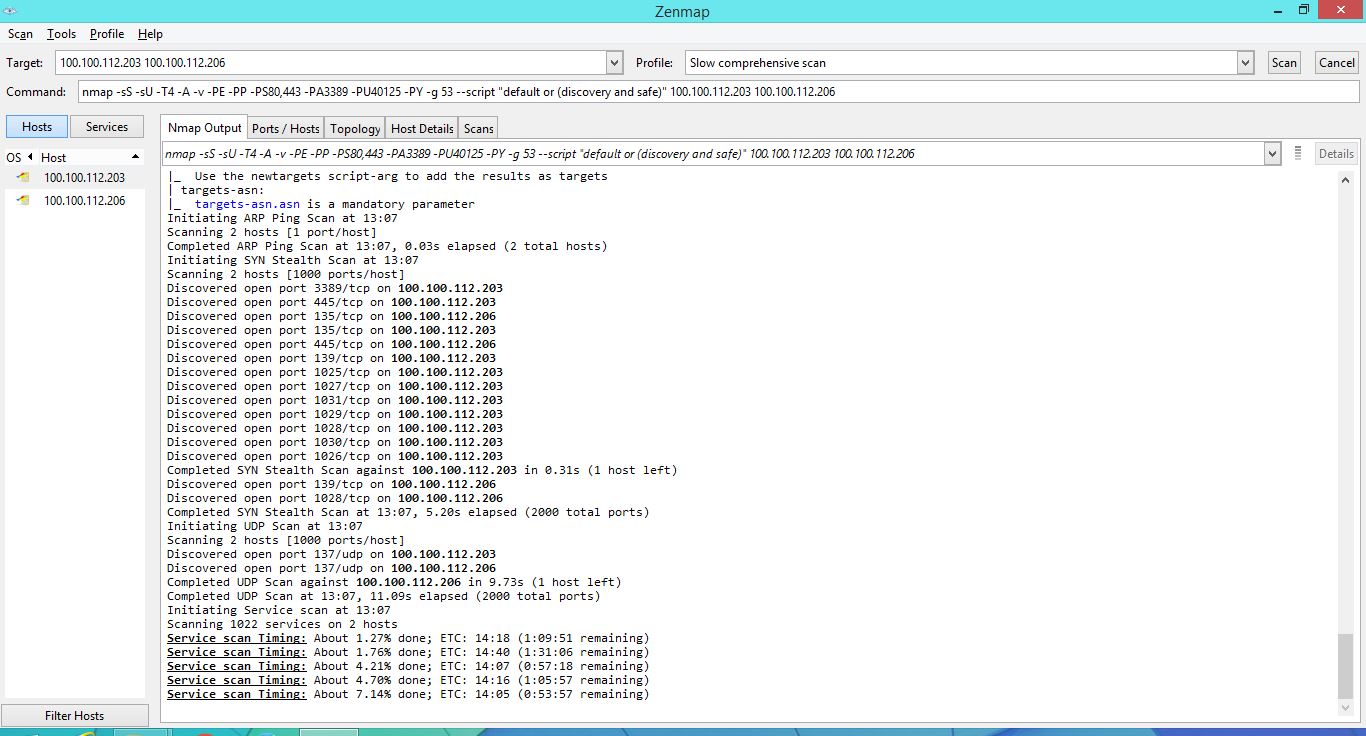 Zenmap
Scan Tools Profile Help
Target: 100.100.112.203 100.100.112.206 Profile: Slow comprehensive scan Scan Cancel
Command: nmap -sS -sU -T4 -A -v -PE -PP -PS80,443 -PA3389 -PU40125 -PY -g 53 --script "default or (discovery and safe)" 100.100.112.203 100.100.112.206
Hosts Services
OS Host
100.100.112.203
100.100.112.206
Filter Hosts
Nmap Output Ports / Hosts Topology Host Details Scans
nmap -sS -sU -T4 -A -v -PE -PP -PS80,443 -PA3389 -PU40125 -PY -g 53 --script "default or (discovery and safe)" 100.100.112.203 100.100.112.206 Details
|_  Use the newtargets script-arg to add the results as targets
| targets-asn:
|_  targets-asn.asn is a mandatory parameter
Initiating ARP Ping Scan at 13:07
Scanning 2 hosts [1 port/host]
Completed ARP Ping Scan at 13:07, 0.03s elapsed (2 total hosts)
Initiating SYN Stealth Scan at 13:07
Scanning 2 hosts [1000 ports/host]
Discovered open port 3389/tcp on 100.100.112.203
Discovered open port 445/tcp on 100.100.112.203
Discovered open port 135/tcp on 100.100.112.206
Discovered open port 135/tcp on 100.100.112.203
Discovered open port 445/tcp on 100.100.112.206
Discovered open port 139/tcp on 100.100.112.203
Discovered open port 1025/tcp on 100.100.112.203
Discovered open port 1027/tcp on 100.100.112.203
Discovered open port 1031/tcp on 100.100.112.203
Discovered open port 1029/tcp on 100.100.112.203
Discovered open port 1028/tcp on 100.100.112.203
Discovered open port 1030/tcp on 100.100.112.203
Discovered open port 1026/tcp on 100.100.112.203
Completed SYN Stealth Scan against 100.100.112.203 in 0.31s (1 host left)
Discovered open port 139/tcp on 100.100.112.206
Discovered open port 1028/tcp on 100.100.112.206
Completed SYN Stealth Scan at 13:07, 5.20s elapsed (2000 total ports)
Initiating UDP Scan at 13:07
Scanning 2 hosts [1000 ports/host]
Discovered open port 137/udp on 100.100.112.203
Discovered open port 137/udp on 100.100.112.206
Completed UDP Scan against 100.100.112.206 in 9.73s (1 host left)
Completed UDP Scan at 13:07, 11.09s elapsed (2000 total ports)
Initiating Service scan at 13:07
Scanning 1022 services on 2 hosts
Service scan Timing: About 1.27% done; ETC: 14:18 (1:09:51 remaining)
Service scan Timing: About 1.76% done; ETC: 14:40 (1:31:06 remaining)
Service scan Timing: About 4.21% done; ETC: 14:07 (0:57:18 remaining)
Service scan Timing: About 4.70% done; ETC: 14:16 (1:05:57 remaining)
Service scan Timing: About 7.14% done; ETC: 14:05 (0:53:57 remaining)